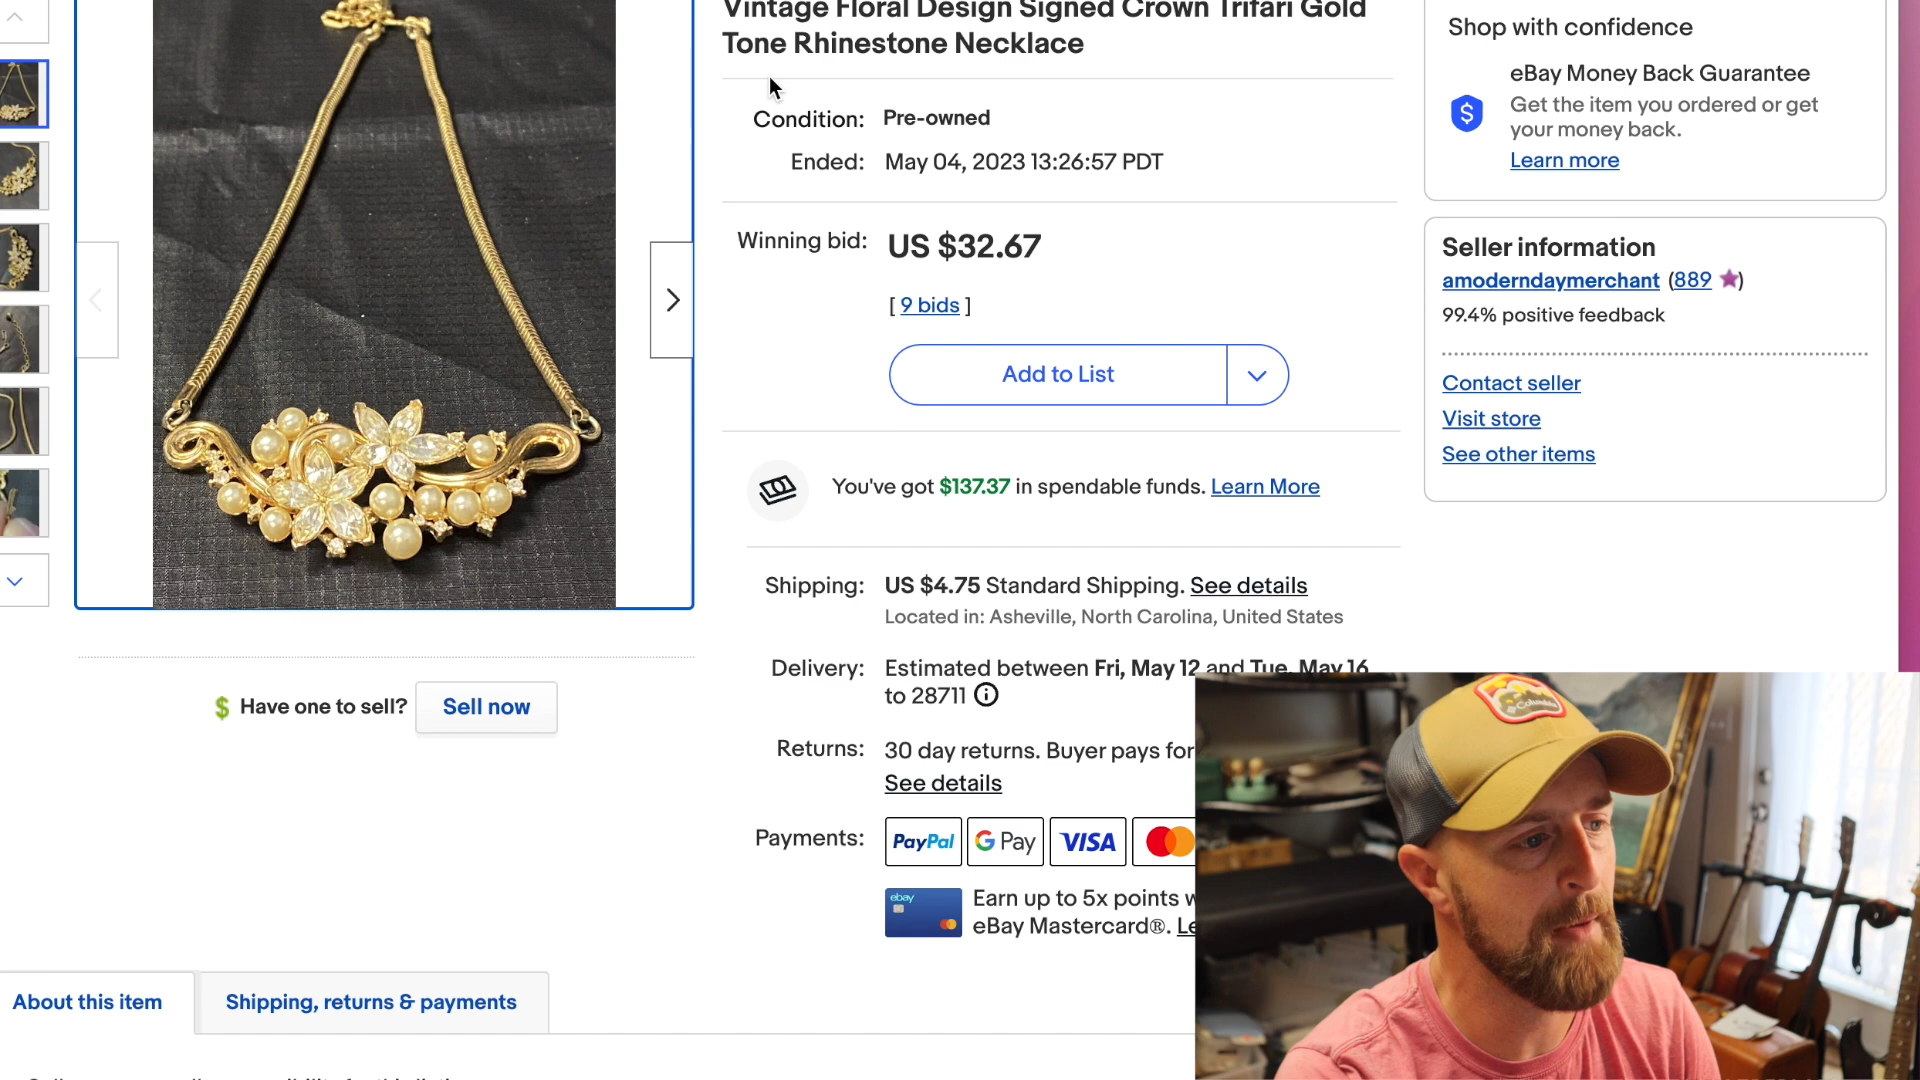 Vintage Floral Design Signed Crown Trifari Gold
Tone Rhinestone Necklace
Condition: Pre-owned
Ended: May 04, 2023 13:26:57 PDT
Winning bid: US $32.67
[ 9 bids ]
Add to List
You've got $137.37 in spendable funds. Learn More
Shipping: US $4.75 Standard Shipping. See details
Located in: Asheville, North Carolina, United States
Delivery: Estimated between Fri, May 12 and Tue, May 16
to 28711
Returns: 30 day returns. Buyer pays for
See details
Payments: PayPal G Pay VISA
ebay
Earn up to 5x points w
eBay Mastercard®. Le
Shop with confidence
eBay Money Back Guarantee
$
Get the item you ordered or get
your money back.
Learn more
Seller information
amoderndaymerchant (889)
99.4% positive feedback
Contact seller
Visit store
See other items
$ Have one to sell? Sell now
About this item
Shipping, returns & payments
Columbia